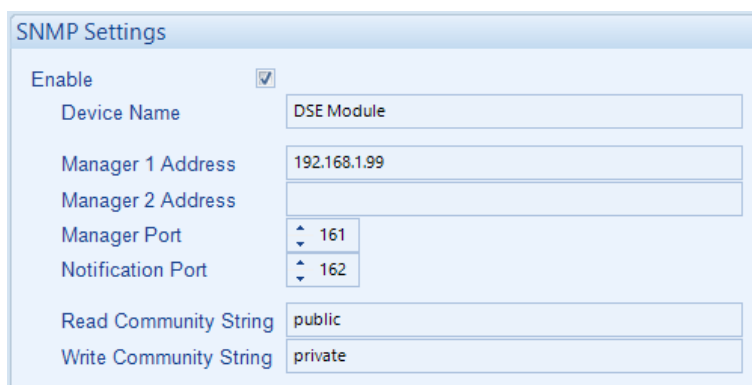 SNMP Settings
Enable
Device Name DSE Module
Manager 1 Address 192.168.1.99
Manager 2 Address
Manager Port 161
Notification Port 162
Read Community String public
Write Community String private